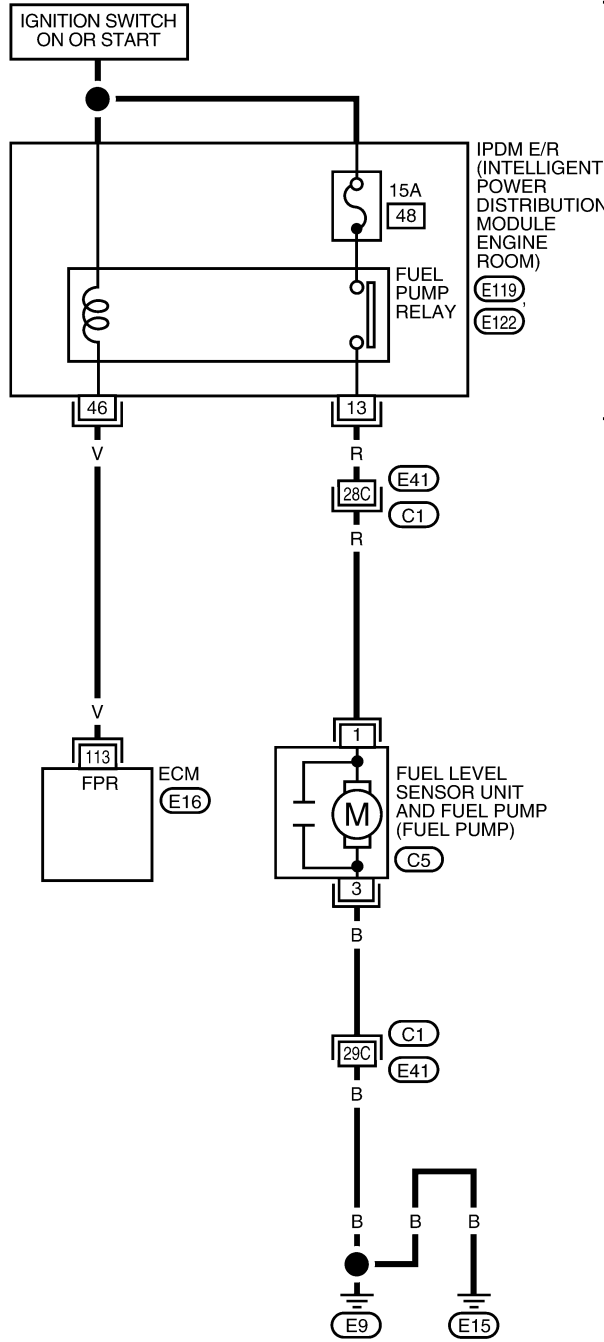 IGNITION SWITCH
ON OR START
IPDM E/R
(INTELLIGENT
POWER
DISTRIBUTION
MODULE
ENGINE
ROOM)
E119,
E122
15A
48
FUEL
PUMP
RELAY
46
13
V
R
28C
E41
C1
R
V
1
113
FPR
ECM
E16
M
FUEL LEVEL
SENSOR UNIT
AND FUEL PUMP
(FUEL PUMP)
C5
3
B
C1
29C
E41
B
B
B
B
E9
E15